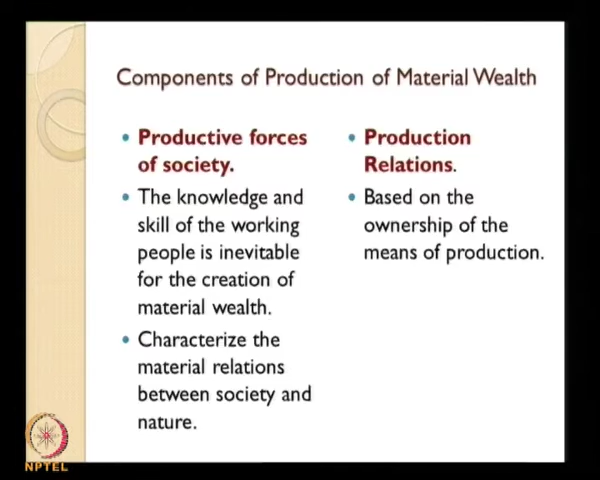 Components of Production of Material Wealth
• Productive forces
of society.
• The knowledge and
skill of the working
people is inevitable
for the creation of
material wealth.
• Characterize the
material relations
between society and
nature.
• Production
Relations.
• Based on the
ownership of the
means of production.
NPTEL